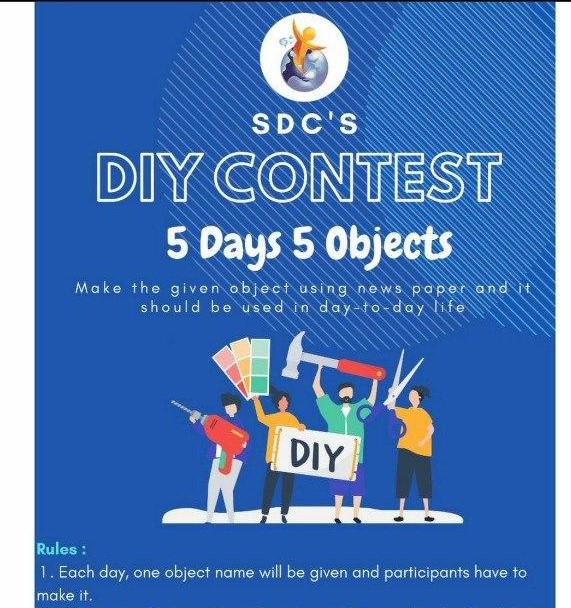 SDC'S
DIY CONTEST
5 Days 5 Objects
Make the given object using news paper and it
should be used in day-to-day life
DIY
Rules :
1. Each day, one object name will be given and participants have to
make it.